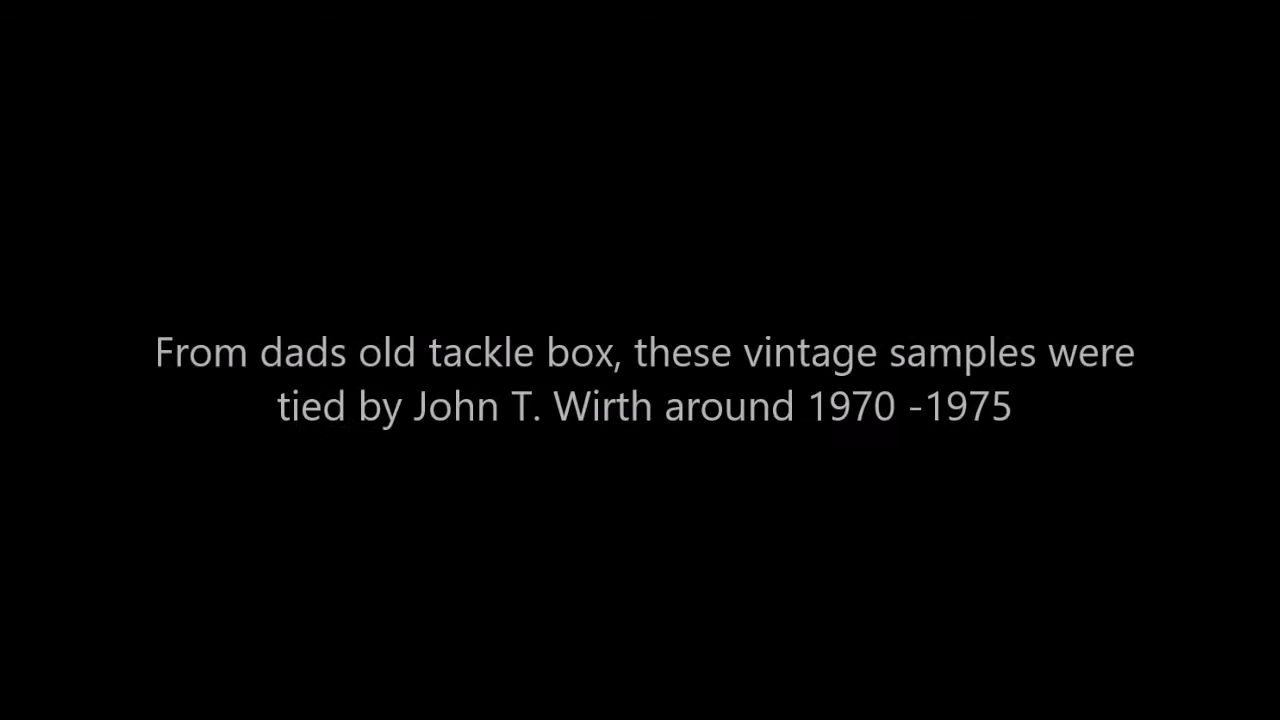 From dads old tackle box, these vintage samples were
tied by John T. Wirth around 1970 -1975